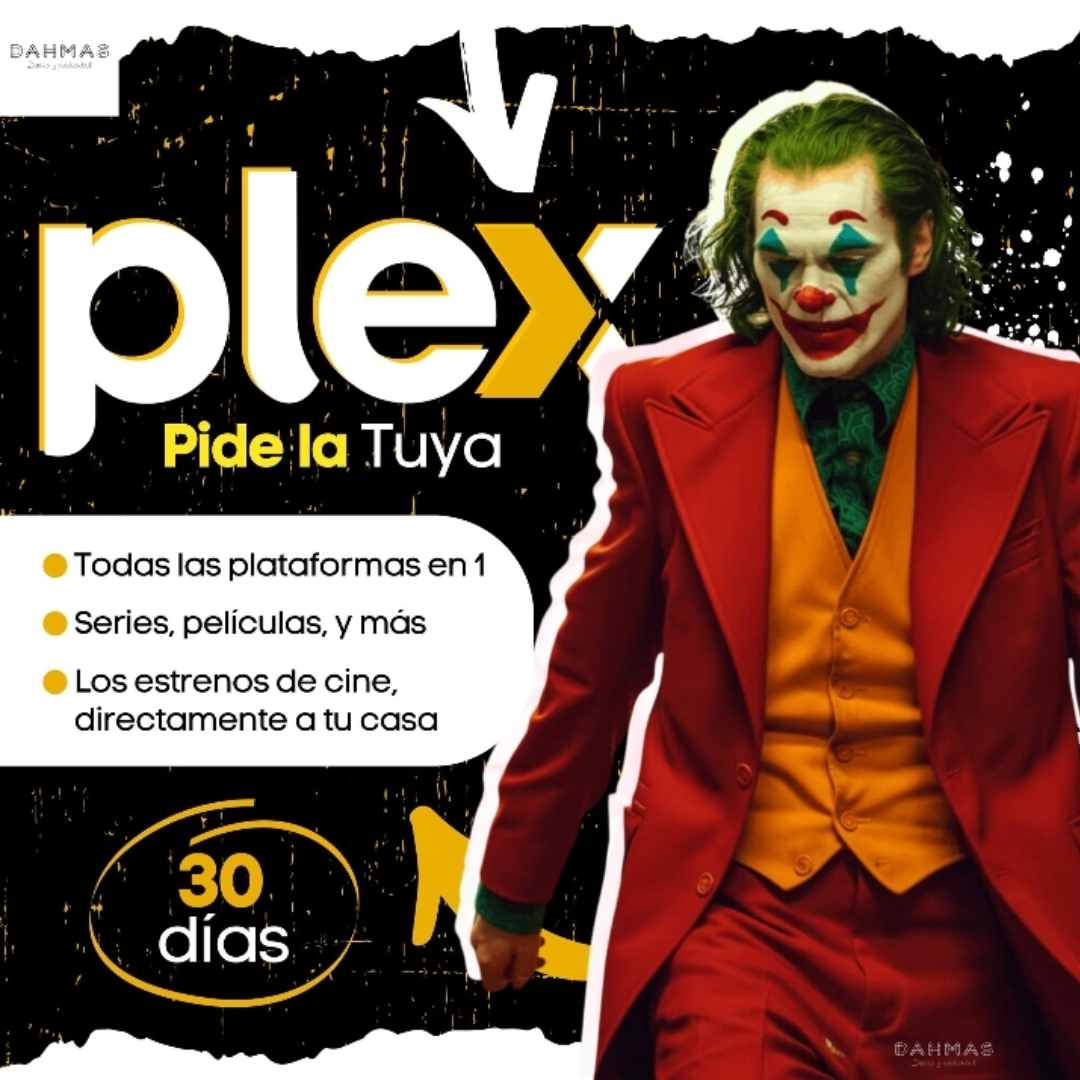 DAHMAS
plex
Pide la Tuya
Todas las plataformas en 1
Series, películas, y más
Los estrenos de cine,
directamente a tu casa
30
días
DAHMAS